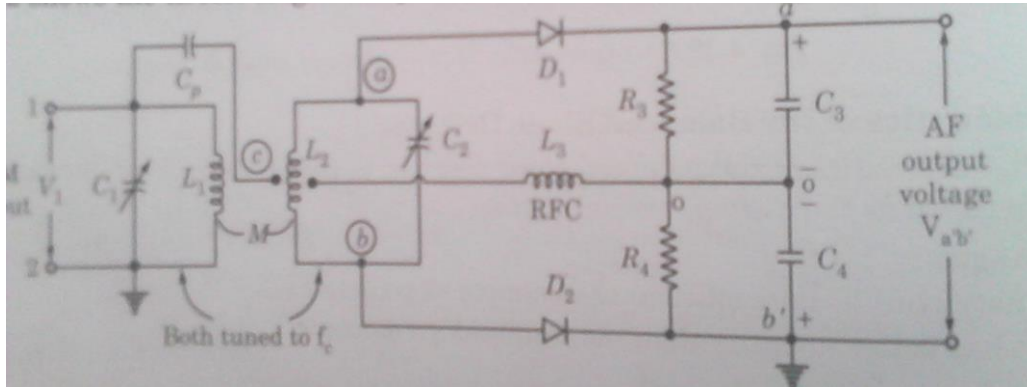 a
+
C_p
a
D_1
1
R_3
C_3
AF
output
voltage
V_{a'b'}
c
L_2
C_2
L_3
V_1
C_1
L_1
RFC
o
o
M
b
R_4
C_4
2
D_2
b'
+
Both tuned to f_c